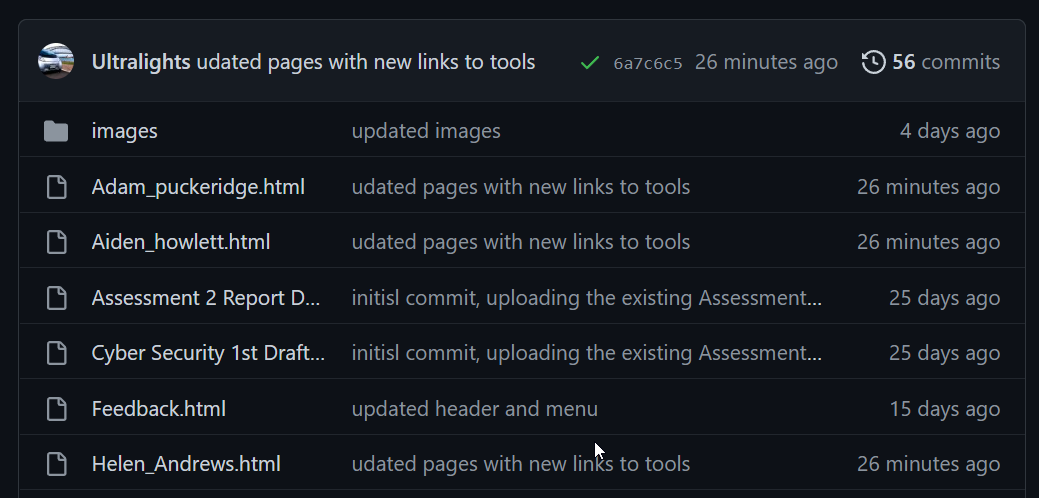 Ultralights udated pages with new links to tools 6a7c6c5 26 minutes ago 56 commits
images updated images 4 days ago
Adam_puckeridge.html udated pages with new links to tools 26 minutes ago
Aiden_howlett.html udated pages with new links to tools 26 minutes ago
Assessment 2 Report D... initisl commit, uploading the existing Assessment... 25 days ago
Cyber Security 1st Draft... initisl commit, uploading the existing Assessment... 25 days ago
Feedback.html updated header and menu 15 days ago
Helen_Andrews.html udated pages with new links to tools 26 minutes ago